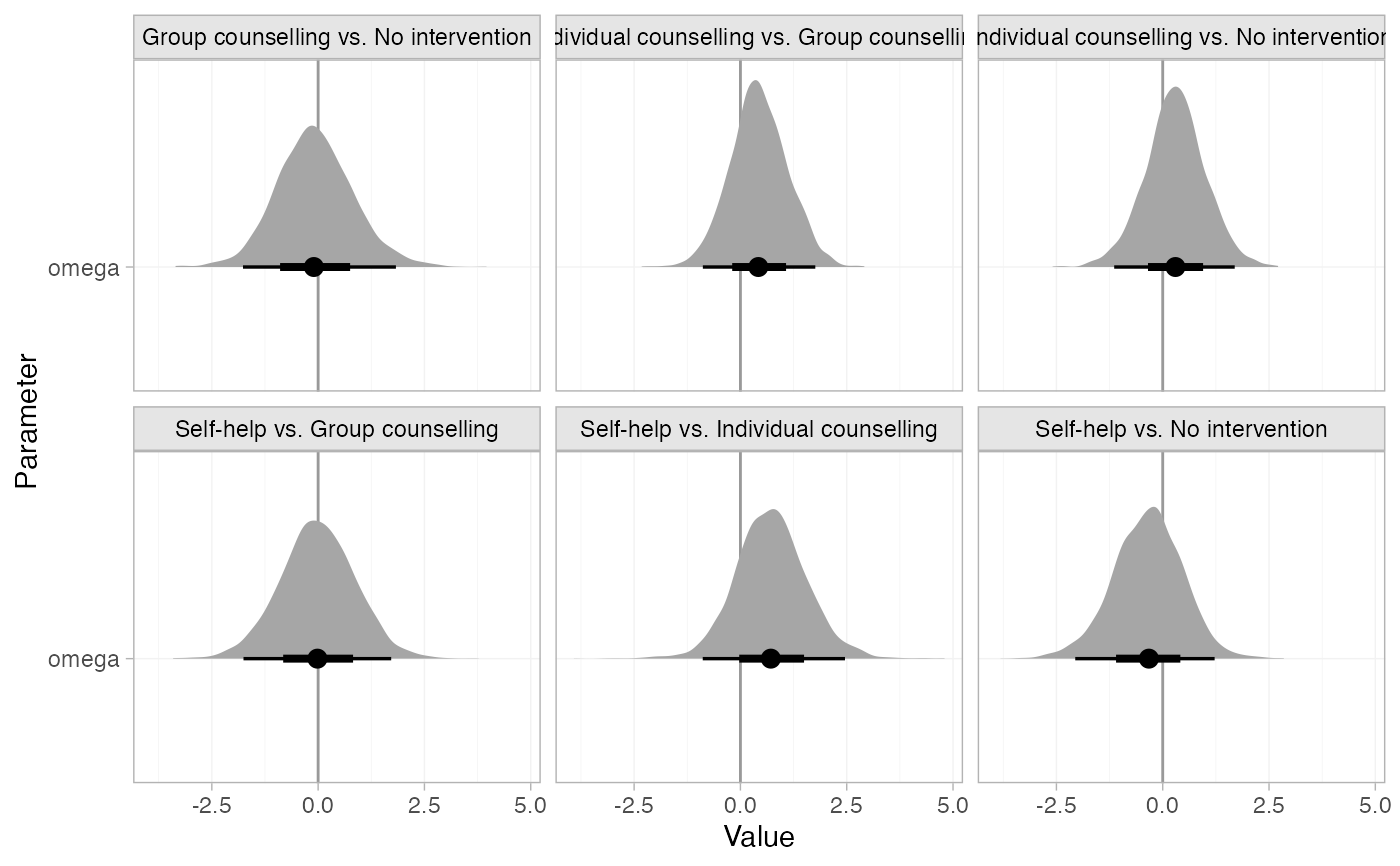 Group counselling vs. No intervention
dividual counselling vs. Group counsellin
ndividual counselling vs. No intervention
omega
Self-help vs. Group counselling
Self-help vs. Individual counselling
Self-help vs. No intervention
omega
Parameter
-2.5 0.0 2.5 5.0 -2.5 0.0 2.5 5.0 -2.5 0.0 2.5 5.0
Value